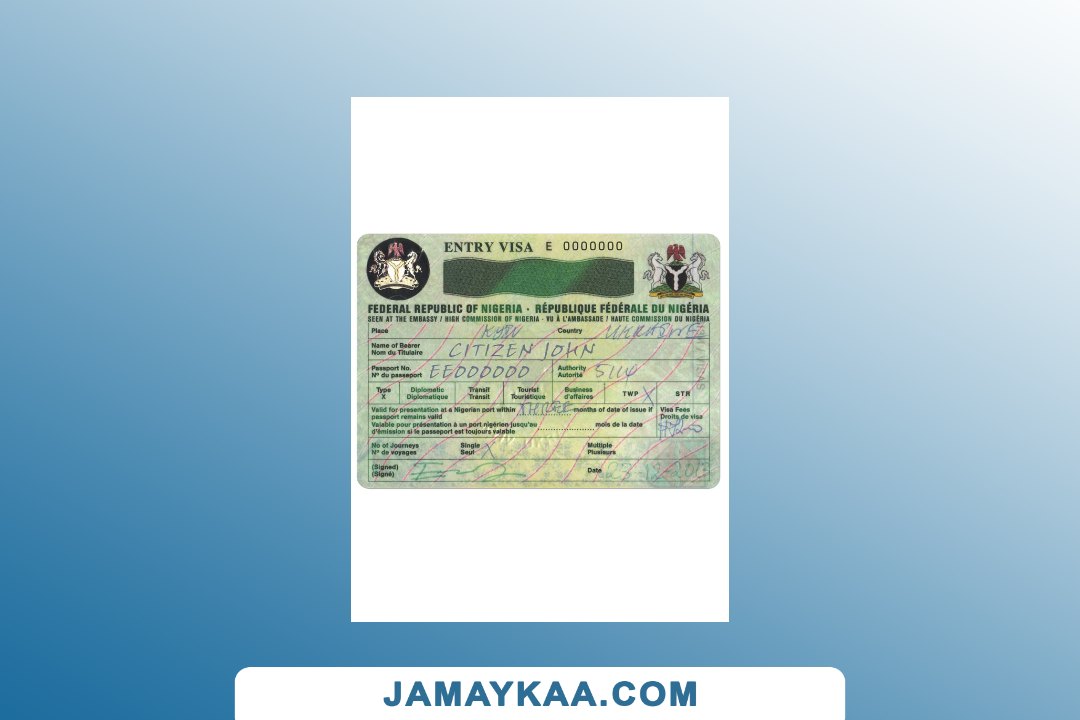 ENTRY VISA E 0000000
FEDERAL REPUBLIC OF NIGERIA · RÉPUBLIQUE FÉDÉRALE DU NIGÉRIA
SEEN AT THE EMBASSY / HIGH COMMISSION OF NIGERIA · VU À L'AMBASSADE / HAUTE COMMISSION DU NIGÉRIA
Place Country
Name of Bearer
Nom du Titulaire
CITIZEN JOHN
Passport No.
Nº du passeport
EE000000
Authority
Autorité
Type
X
Diplomatic
Diplomatique
Transit
Transit
Tourist
Touristique
Business
d'affaires
TWP X
STR
Valid for presentation at a Nigerian port within THREE months of date of issue if
passport remains valid
Valable pour présentation à un port nigérien jusqu'au mois de la date
d'émission si le passeport est toujours valable
Visa Fees
Droits de visa
No of Journeys
Nº de voyages
Single
Seul
X
Multiple
Plusieurs
(Signed)
(Signé)
Date
JAMAYKAA.COM